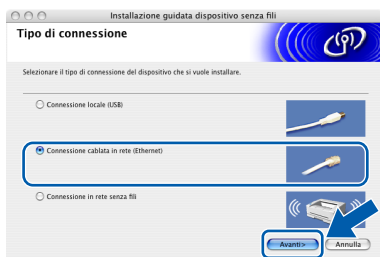 Installazione guidata dispositivo senza fili
Tipo di connessione
Selezionare il tipo di connessione del dispositivo che si vuole installare.
Connessione locale (USB)
Connessione cablata in rete (Ethernet)
Connessione in rete senza fili
Avanti> Annulla